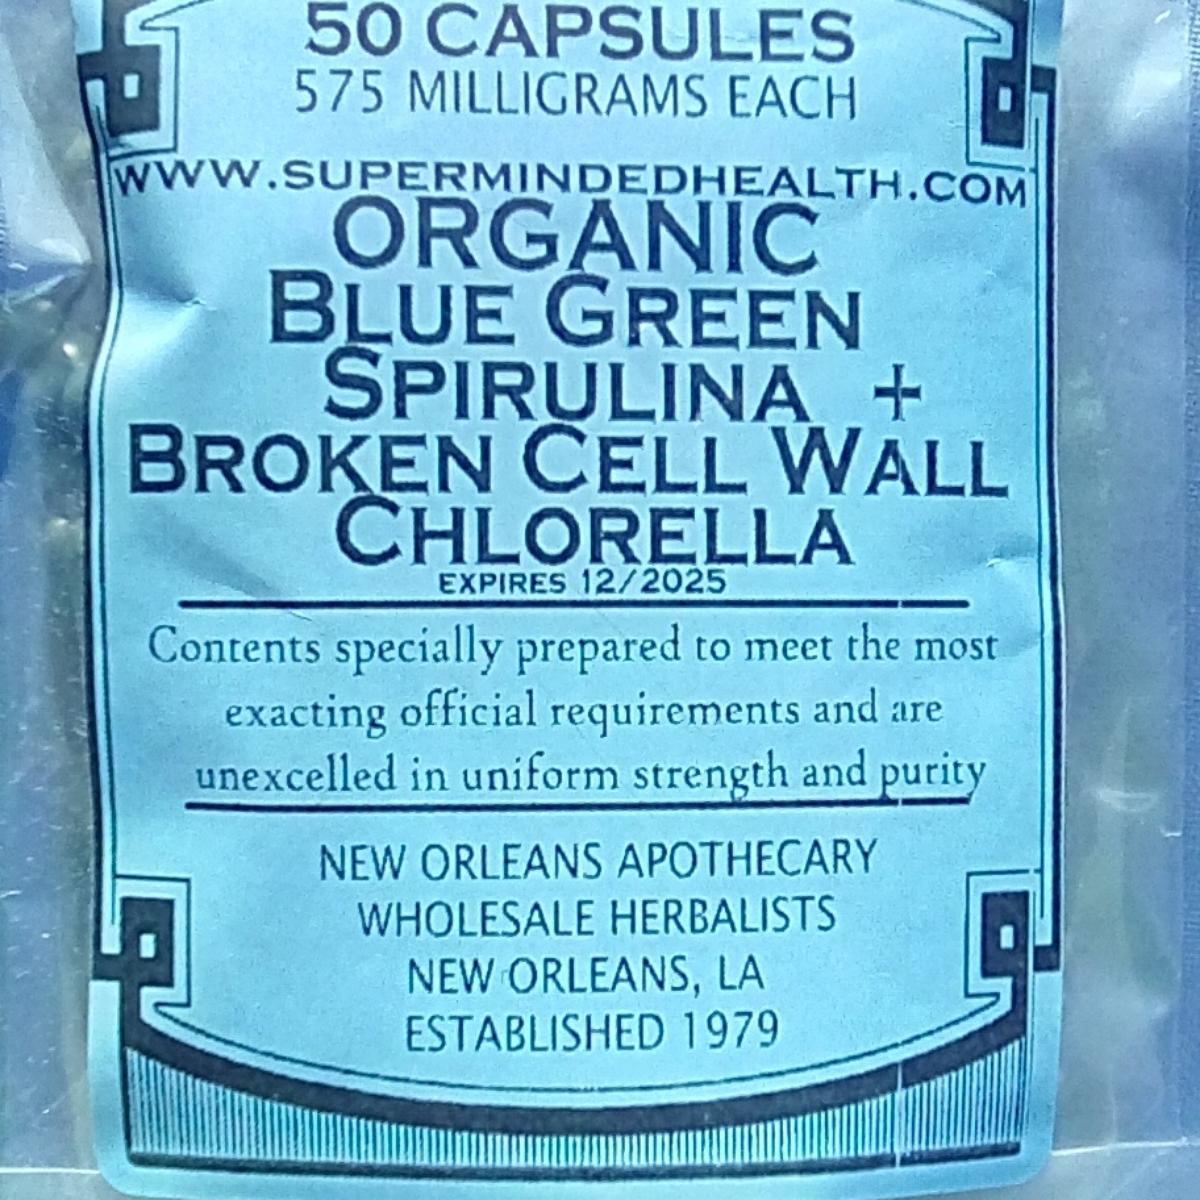 50 CAPSULES
575 MILLIGRAMS EACH
WWW.SUPERMINDEDHEALTH.COM
ORGANIC
BLUE GREEN
SPIRULINA +
BROKEN CELL WALL
CHLORELLA
EXPIRES 12/2025
Contents specially prepared to meet the most
exacting official requirements and are
unexcelled in uniform strength and purity
NEW ORLEANS APOTHECARY
WHOLESALE HERBALISTS
NEW ORLEANS, LA
ESTABLISHED 1979